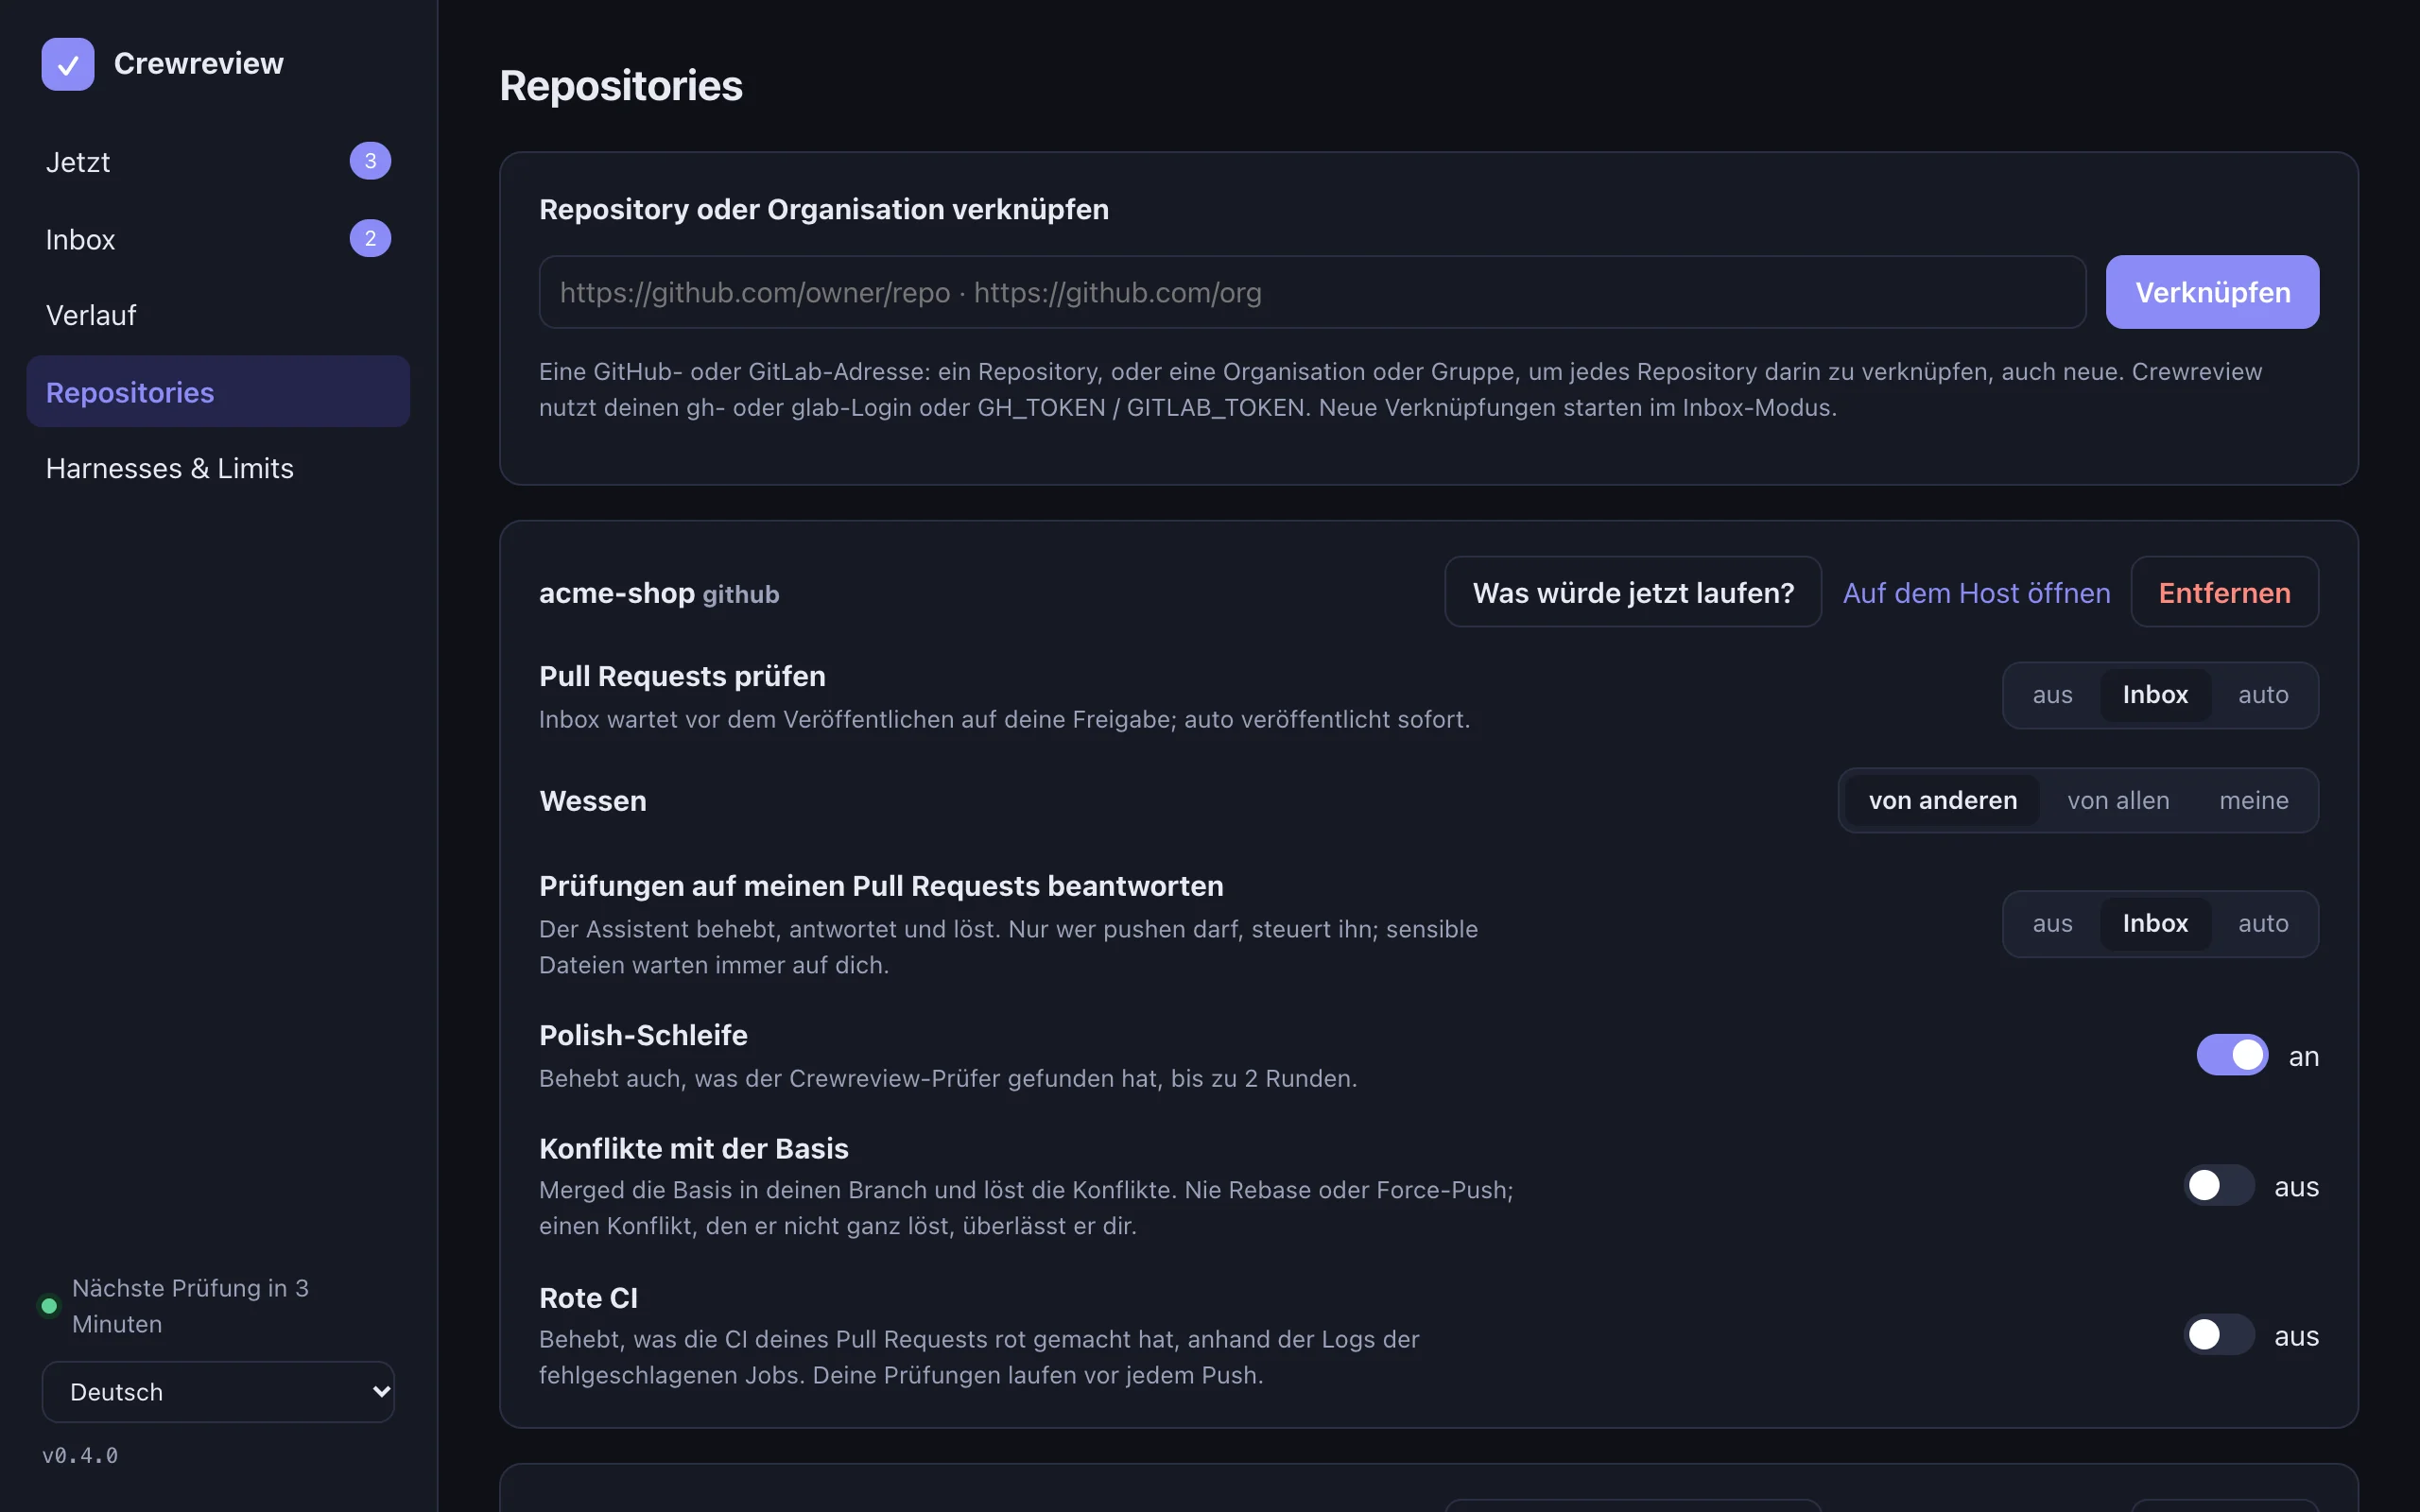 Crewreview
Jetzt 3
Inbox 2
Verlauf
Repositories
Harnesses & Limits
Nächste Prüfung in 3
Minuten
Deutsch
v0.4.0
Repositories
Repository oder Organisation verknüpfen
https://github.com/owner/repo · https://github.com/org
Verknüpfen
Eine GitHub- oder GitLab-Adresse: ein Repository, oder eine Organisation oder Gruppe, um jedes Repository darin zu verknüpfen, auch neue. Crewreview
nutzt deinen gh- oder glab-Login oder GH_TOKEN / GITLAB_TOKEN. Neue Verknüpfungen starten im Inbox-Modus.
acme-shop github
Was würde jetzt laufen?
Auf dem Host öffnen
Entfernen
Pull Requests prüfen
Inbox wartet vor dem Veröffentlichen auf deine Freigabe; auto veröffentlicht sofort.
aus Inbox auto
Wessen
von anderen von allen meine
Prüfungen auf meinen Pull Requests beantworten
Der Assistent behebt, antwortet und löst. Nur wer pushen darf, steuert ihn; sensible
Dateien warten immer auf dich.
aus Inbox auto
Polish-Schleife
Behebt auch, was der Crewreview-Prüfer gefunden hat, bis zu 2 Runden.
an
Konflikte mit der Basis
Merged die Basis in deinen Branch und löst die Konflikte. Nie Rebase oder Force-Push;
einen Konflikt, den er nicht ganz löst, überlässt er dir.
aus
Rote CI
Behebt, was die CI deines Pull Requests rot gemacht hat, anhand der Logs der
fehlgeschlagenen Jobs. Deine Prüfungen laufen vor jedem Push.
aus